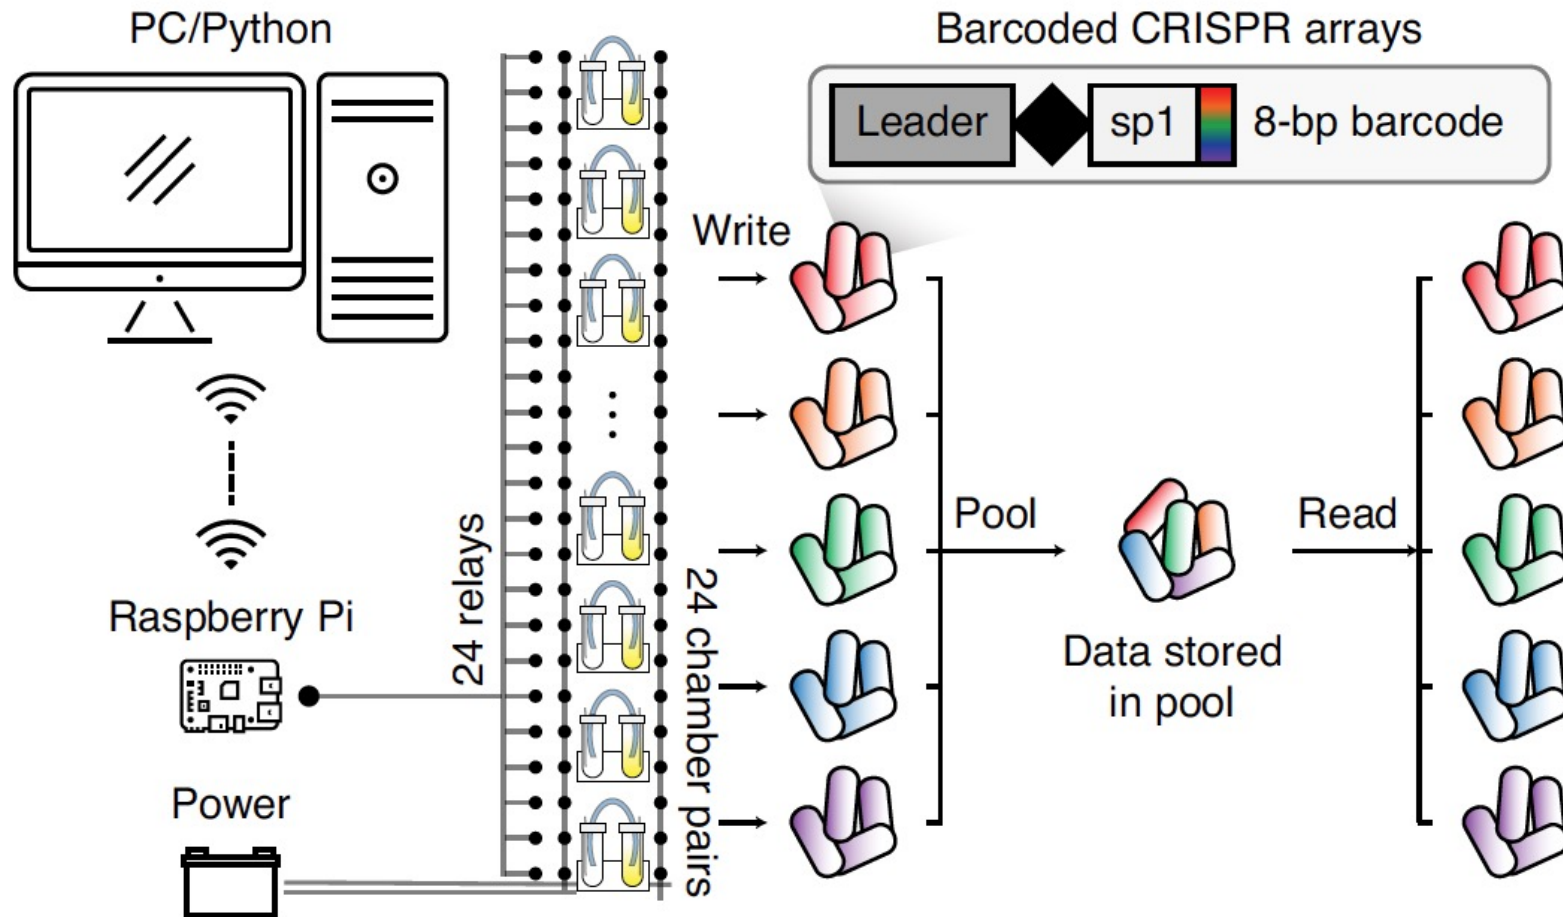 PC/Python
Barcoded CRISPR arrays
Leader
sp1
8-bp barcode
Write
24 relays
24 chamber pairs
Pool
Read
Raspberry Pi
Data stored
in pool
Power